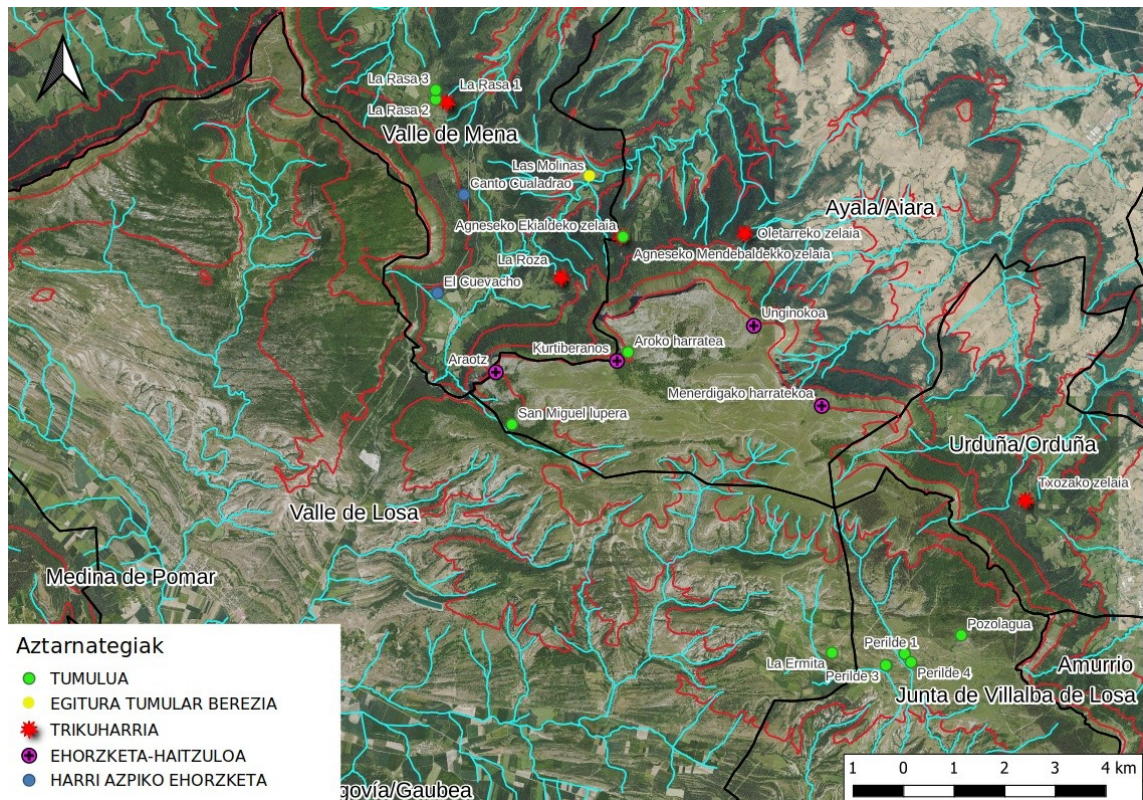 La Rasa 3
La Rasa 1
La Rasa 2
Valle de Mena
Las Molinas
Canto Cualadrao
Ayala/Aiara
Agneseko Ekialdeko zelaia
Oletarreko zelaia
Agneseko Mendebaldekko zelaia
La Roza
El Cuevacho
Unginokoa
Kurtiberanos
Aroko harratea
Araotz
Menerdigako harratekoa
San Miguel Iupera
Urduña/Orduña
Txozako zelaia
Valle de Losa
Medina de Pomar
Pozolagua
Perilde 1
La Ermita
Perilde 3
Perilde 4
Amurrio
Junta de Villalba de Losa
Aztarnategiak
TUMULUA
EGITURA TUMULAR BEREZIA
TRIKUHARRIA
EHORZKETA-HAITZULOA
HARRI AZPIKO EHORZKETA
govía/Gaubea
1 0 1 2 3 4 km